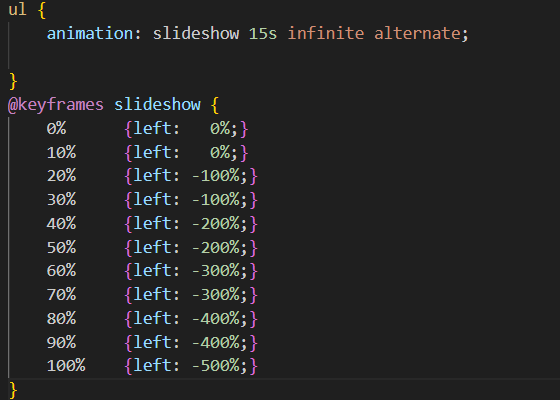 ul {
    animation: slideshow 15s infinite alternate;
}
@keyframes slideshow {
    0%     {left:   0%;}
    10%    {left:   0%;}
    20%    {left: -100%;}
    30%    {left: -100%;}
    40%    {left: -200%;}
    50%    {left: -200%;}
    60%    {left: -300%;}
    70%    {left: -300%;}
    80%    {left: -400%;}
    90%    {left: -400%;}
    100%   {left: -500%;}
}